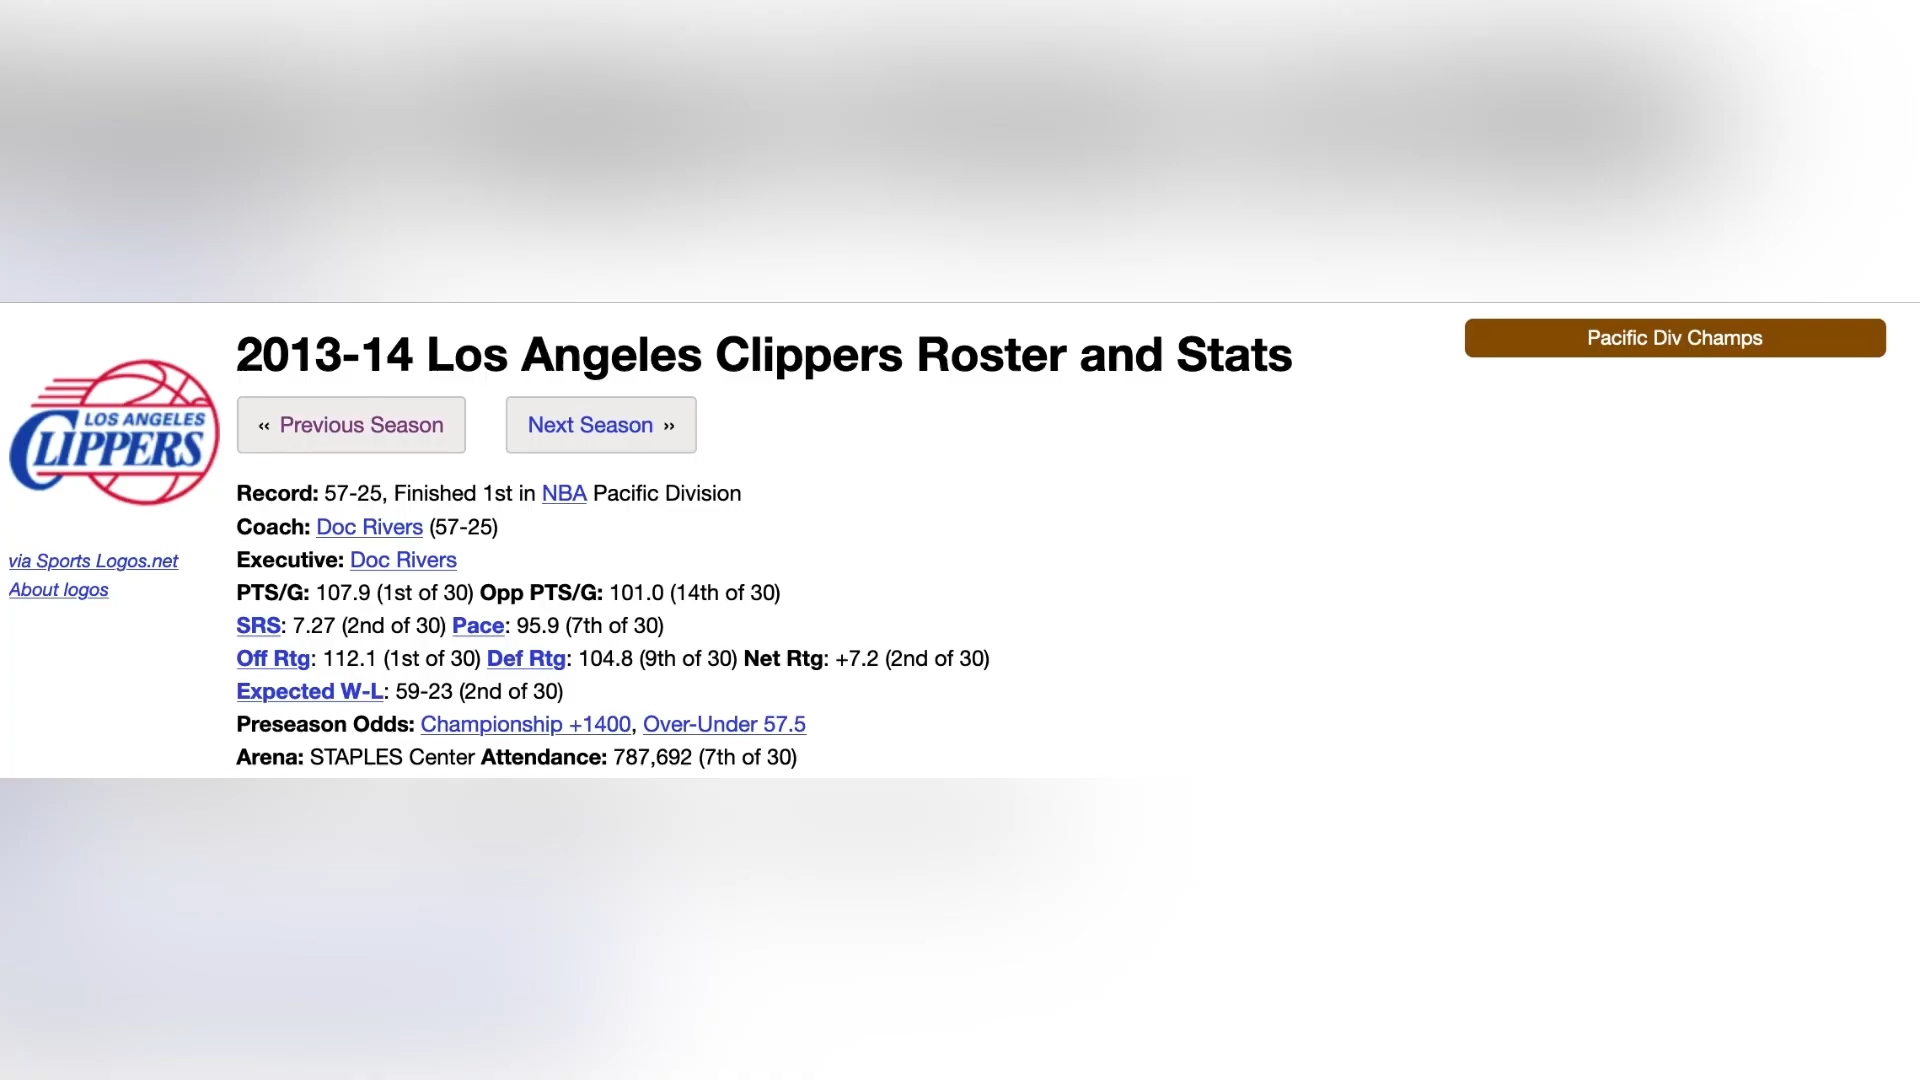 2013-14 Los Angeles Clippers Roster and Stats
Pacific Div Champs
LOS ANGELES
CLIPPERS
‹‹ Previous Season
Next Season ››
Record: 57-25, Finished 1st in NBA Pacific Division
Coach: Doc Rivers (57-25)
Executive: Doc Rivers
PTS/G: 107.9 (1st of 30) Opp PTS/G: 101.0 (14th of 30)
SRS: 7.27 (2nd of 30) Pace: 95.9 (7th of 30)
Off Rtg: 112.1 (1st of 30) Def Rtg: 104.8 (9th of 30) Net Rtg: +7.2 (2nd of 30)
Expected W-L: 59-23 (2nd of 30)
Preseason Odds: Championship +1400, Over-Under 57.5
Arena: STAPLES Center Attendance: 787,692 (7th of 30)
via Sports Logos.net
About logos